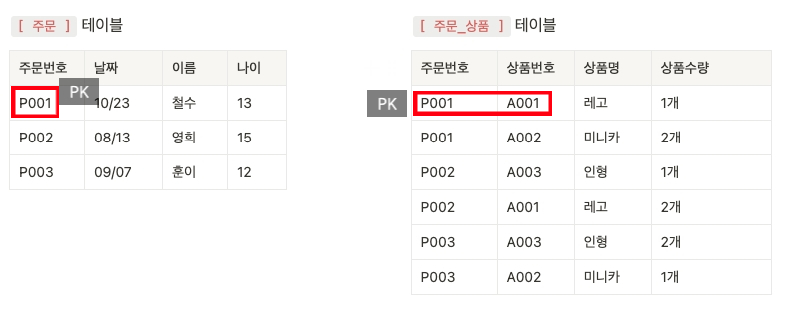 [ 주문 ] 테이블
주문번호 날짜 이름 나이
P001 10/23 철수 13
PK
P002 08/13 영희 15
P003 09/07 훈이 12
[ 주문_상품 ] 테이블
주문번호 상품번호 상품명 상품수량
PK
P001 A001 레고 1개
P001 A002 미니카 2개
P002 A003 인형 1개
P002 A001 레고 2개
P003 A003 인형 2개
P003 A002 미니카 1개